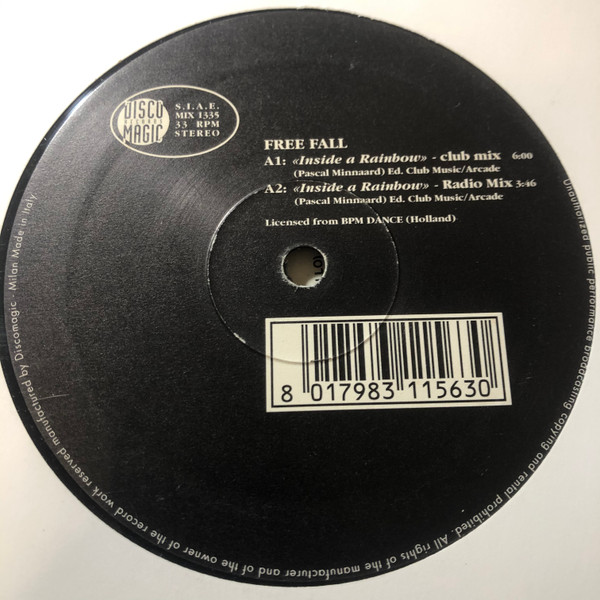 DISCO
RECORDS
MAGIC
S.I.A.E.
MIX 1335
33 RPM
STEREO
FREE FALL
A1: «Inside a Rainbow» - club mix 6:00
(Pascal Minnaard) Ed. Club Music/Arcade
A2: «Inside a Rainbow» - Radio Mix 3:46
(Pascal Minnaard) Ed. Club Music/Arcade
Licensed from BPM DANCE (Holland)
8 017983 115630
Unauthorized public performance broadcasting copying and rental prohibited. All rights of the manufacturer and of the owner of the record work reserved manufactured by Discomagic - Milan Made in Italy